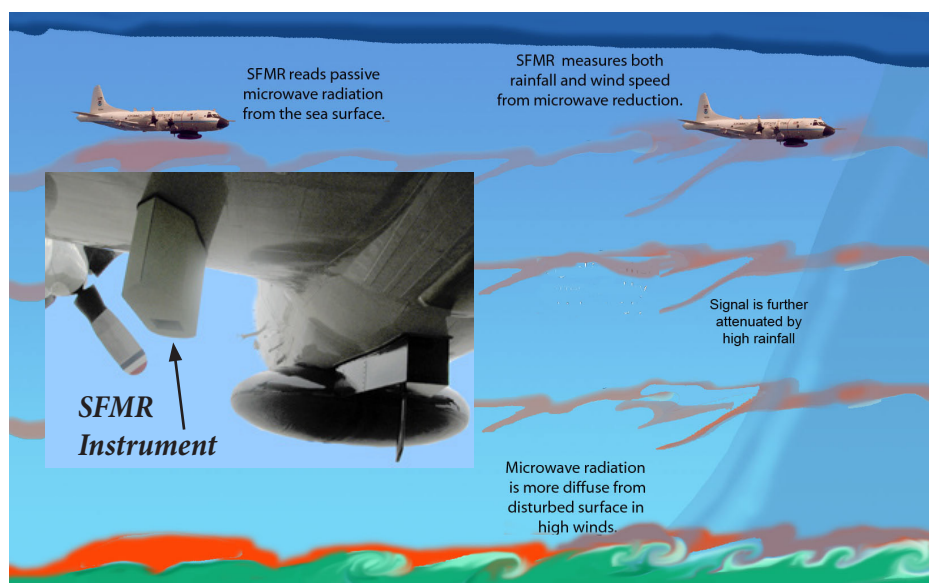 SFMR reads passive
microwave radiation
from the sea surface.
SFMR measures both
rainfall and wind speed
from microwave reduction.
Signal is further
attenuated by
high rainfall
SFMR
Instrument
Microwave radiation
is more diffuse from
disturbed surface in
high winds.